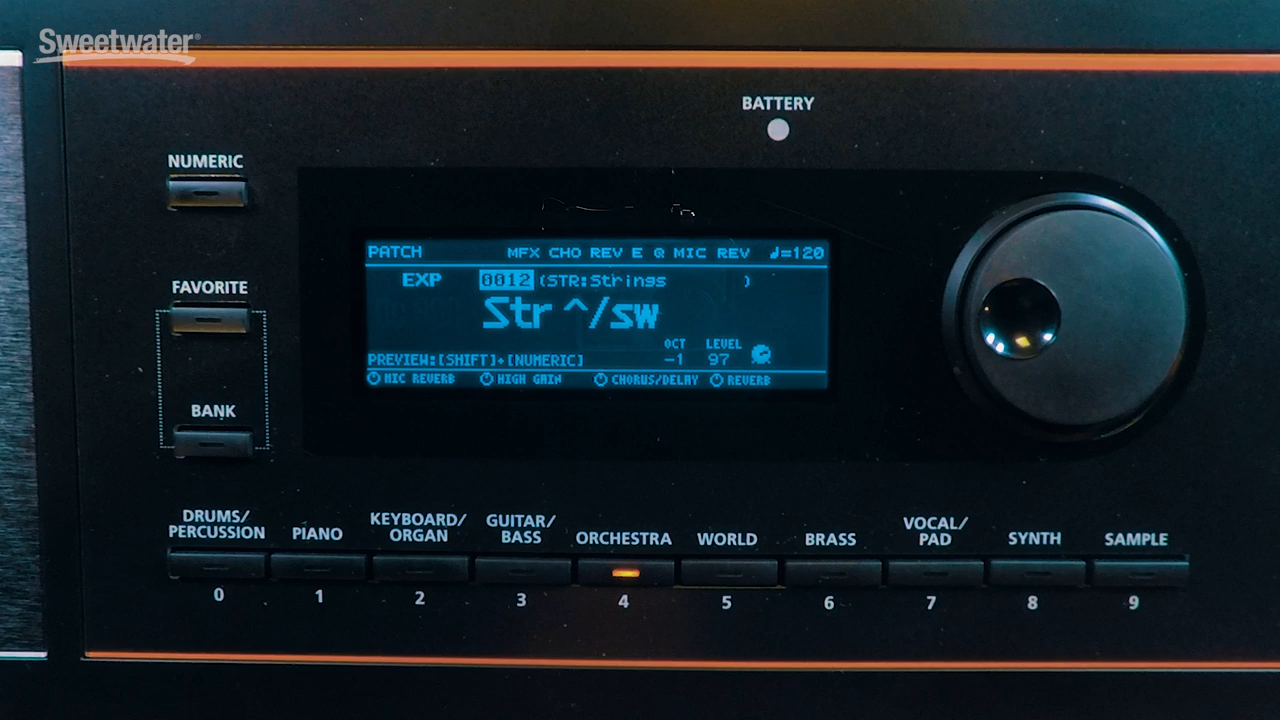 Sweetwater®
BATTERY
NUMERIC
PATCH MFX CHO REV E Q MIC REV ♩=120
EXP 0012 (STR:Strings )
Str ^/sw
OCT LEVEL
PREVIEW:[SHIFT]+[NUMERIC] -1 97
MIC REVERB HIGH GAIN CHORUS/DELAY REVERB
FAVORITE
BANK
DRUMS/
PERCUSSION
PIANO
KEYBOARD/
ORGAN
GUITAR/
BASS
ORCHESTRA
WORLD
BRASS
VOCAL/
PAD
SYNTH
SAMPLE
0 1 2 3 4 5 6 7 8 9